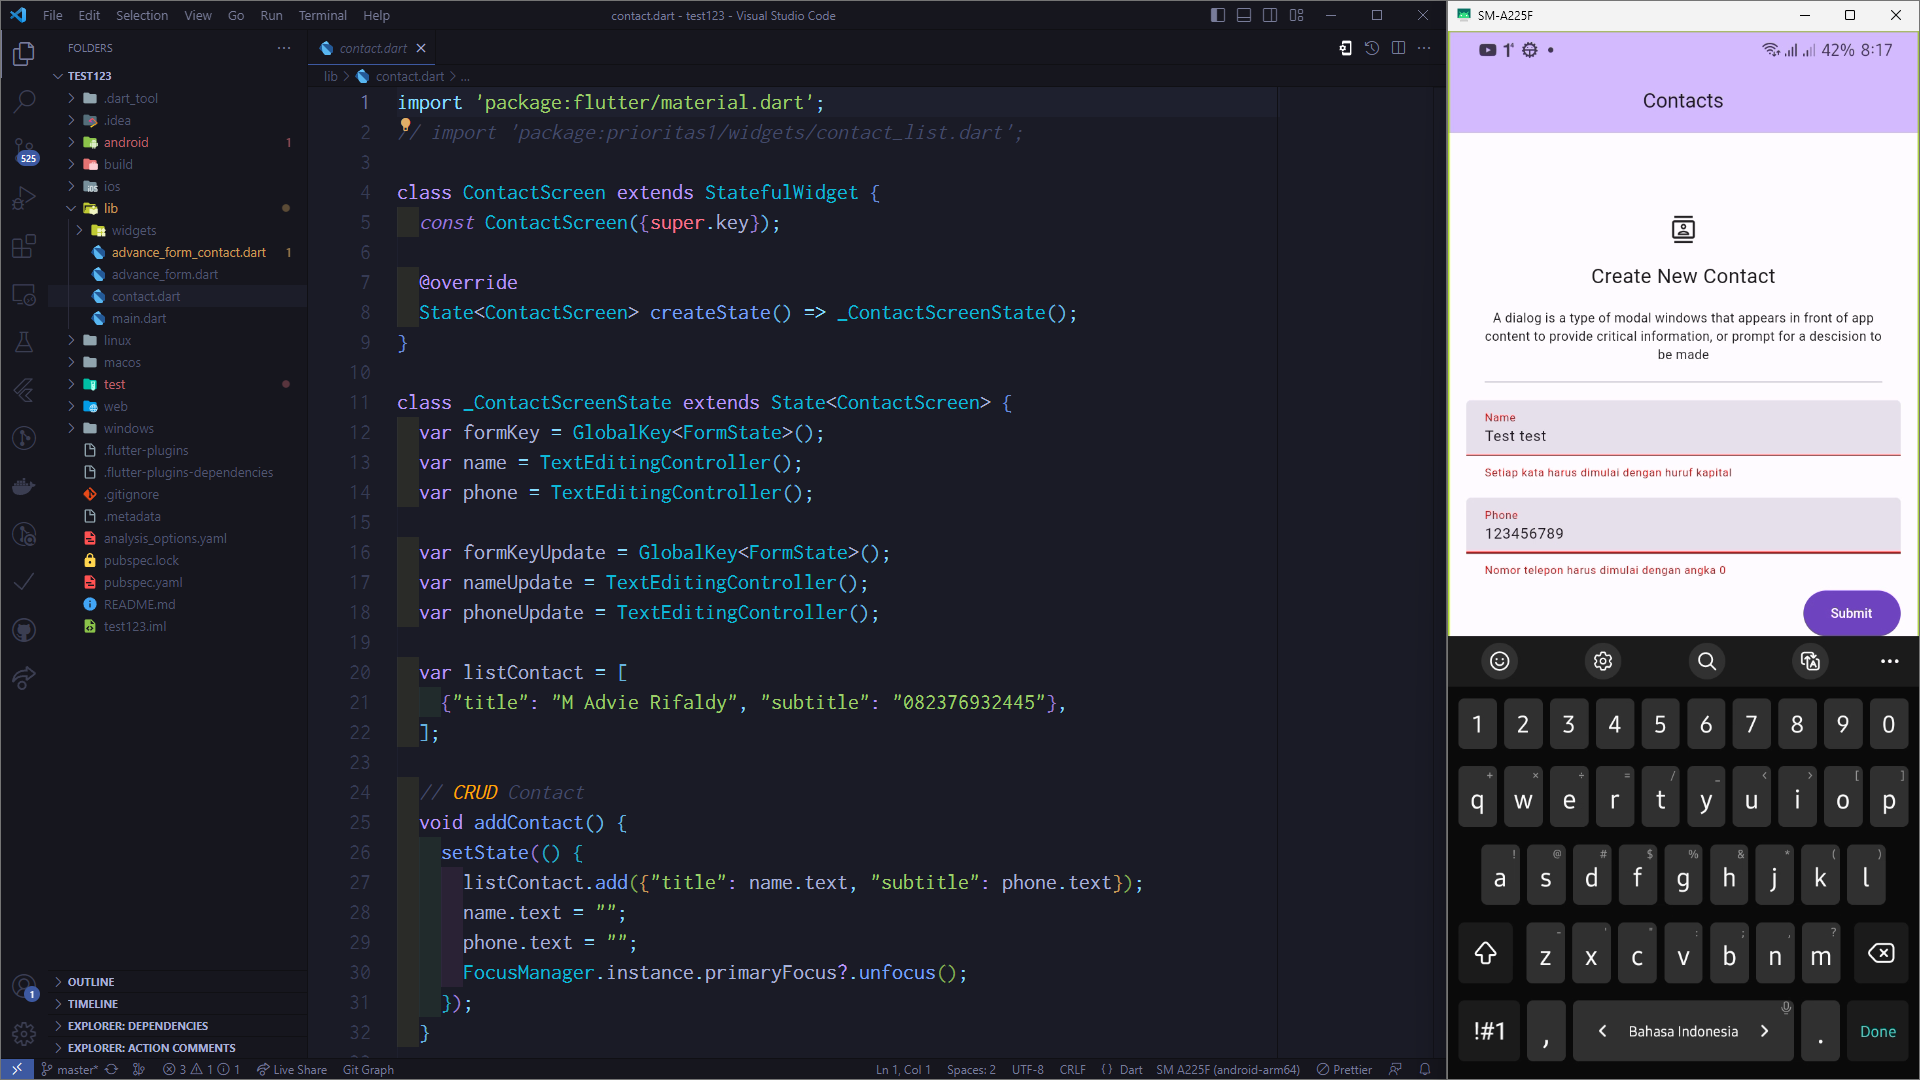 File Edit Selection View Go Run Terminal Help
contact.dart - test123 - Visual Studio Code
FOLDERS
TEST123
.dart_tool
.idea
android 1
build
ios
lib
widgets
advance_form_contact.dart 1
advance_form.dart
contact.dart
main.dart
linux
macos
test
web
windows
.flutter-plugins
.flutter-plugins-dependencies
.gitignore
.metadata
analysis_options.yaml
pubspec.lock
pubspec.yaml
README.md
test123.iml
OUTLINE
TIMELINE
EXPLORER: DEPENDENCIES
EXPLORER: ACTION COMMENTS
525
1
contact.dart
lib > contact.dart > ...
1 import 'package:flutter/material.dart';
2 // import 'package:prioritas1/widgets/contact_list.dart';
3
4 class ContactScreen extends StatefulWidget {
5 const ContactScreen({super.key});
6
7 @override
8 State<ContactScreen> createState() => _ContactScreenState();
9 }
10
11 class _ContactScreenState extends State<ContactScreen> {
12 var formKey = GlobalKey<FormState>();
13 var name = TextEditingController();
14 var phone = TextEditingController();
15
16 var formKeyUpdate = GlobalKey<FormState>();
17 var nameUpdate = TextEditingController();
18 var phoneUpdate = TextEditingController();
19
20 var listContact = [
21 {"title": "M Advie Rifaldy", "subtitle": "082376932445"},
22 ];
23
24 // CRUD Contact
25 void addContact() {
26 setState(() {
27 listContact.add({"title": name.text, "subtitle": phone.text});
28 name.text = "";
29 phone.text = "";
30 FocusManager.instance.primaryFocus?.unfocus();
31 });
32 }
master* 3 1 1 Live Share Git Graph
Ln 1, Col 1 Spaces: 2 UTF-8 CRLF {} Dart SM A225F (android-arm64) Prettier
SM-A225F
42% 8:17
Contacts
Create New Contact
A dialog is a type of modal windows that appears in front of app
content to provide critical information, or prompt for a descision to
be made
Name
Test test
Setiap kata harus dimulai dengan huruf kapital
Phone
123456789
Nomor telepon harus dimulai dengan angka 0
Submit
1 2 3 4 5 6 7 8 9 0
q w e r t y u i o p
a s d f g h j k l
z x c v b n m
!#1 , < Bahasa Indonesia > . Done